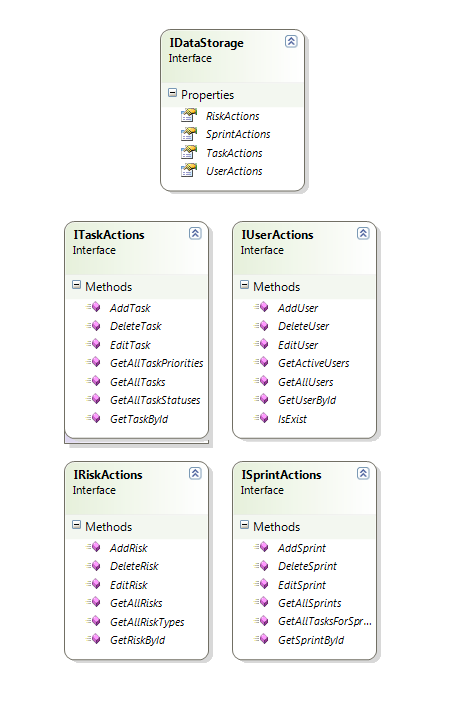 IDataStorage
Interface
Properties
RiskActions
SprintActions
TaskActions
UserActions
ITaskActions
Interface
Methods
AddTask
DeleteTask
EditTask
GetAllTaskPriorities
GetAllTasks
GetAllTaskStatuses
GetTaskById
IUserActions
Interface
Methods
AddUser
DeleteUser
EditUser
GetActiveUsers
GetAllUsers
GetUserById
IsExist
IRiskActions
Interface
Methods
AddRisk
DeleteRisk
EditRisk
GetAllRisks
GetAllRiskTypes
GetRiskById
ISprintActions
Interface
Methods
AddSprint
DeleteSprint
EditSprint
GetAllSprints
GetAllTasksForSpr...
GetSprintById